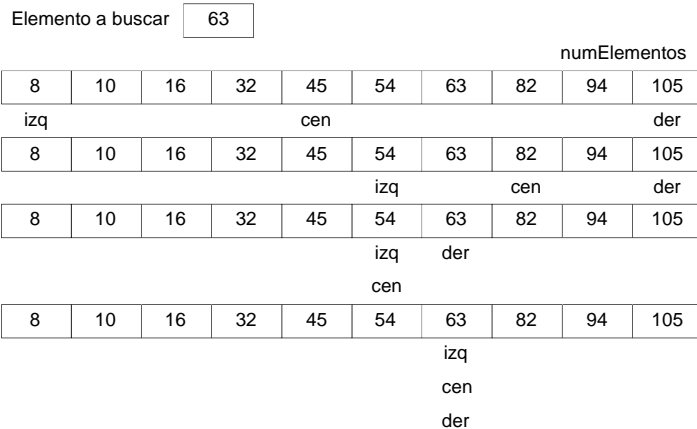 Elemento a buscar 63
numElementos
8 10 16 32 45 54 63 82 94 105
izq cen der
8 10 16 32 45 54 63 82 94 105
izq cen der
8 10 16 32 45 54 63 82 94 105
izq der
cen
8 10 16 32 45 54 63 82 94 105
izq
cen
der